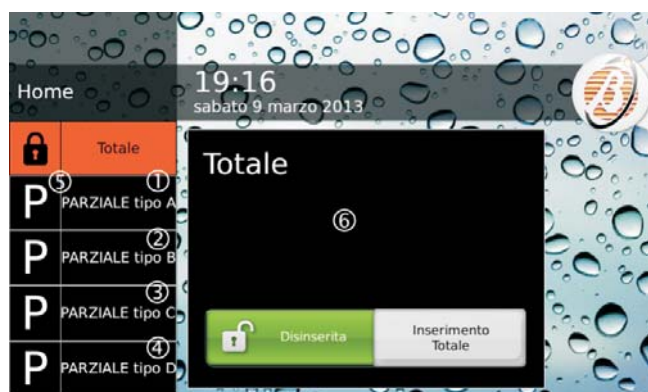 Home
19:16
sabato 9 marzo 2013
Totale
P ⑤ ① PARZIALE tipo A
P ② PARZIALE tipo B
P ③ PARZIALE tipo C
P ④ PARZIALE tipo D
Totale
⑥
Disinserita
Inserimento
Totale
β